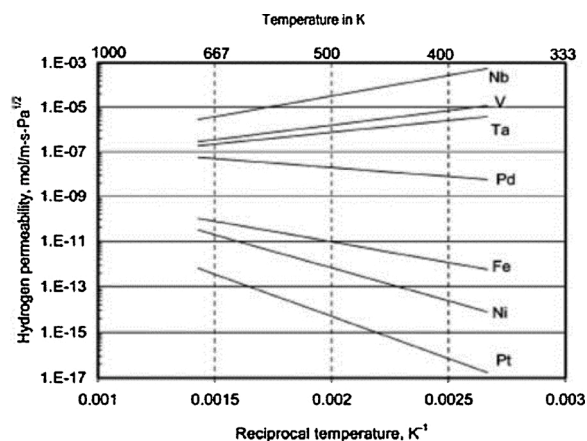 Temperature in K
1000 667 500 400 333
1.E-03
1.E-05
1.E-07
1.E-09
1.E-11
1.E-13
1.E-15
1.E-17
Hydrogen permeability, mol/m-s-Pa^1/2
Nb
V
Ta
Pd
Fe
Ni
Pt
0.001 0.0015 0.002 0.0025 0.003
Reciprocal temperature, K⁻¹